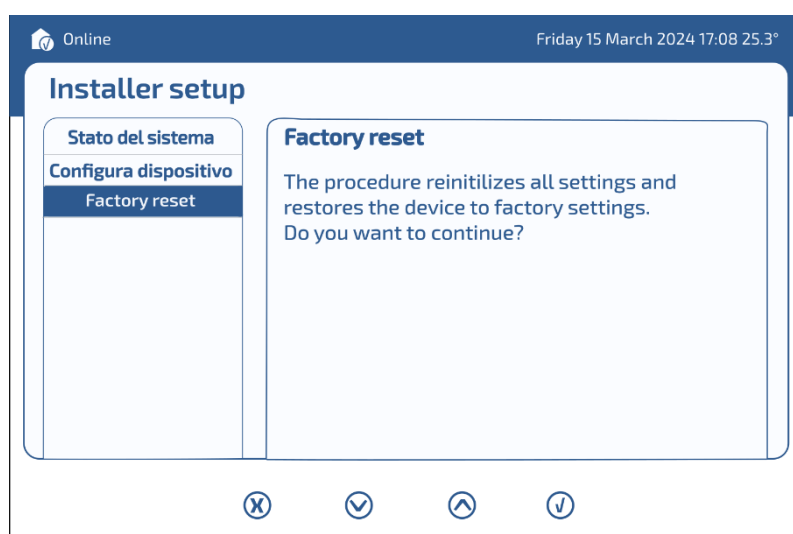 Online
Friday 15 March 2024 17:08 25.3°
Installer setup
Stato del sistema
Configura dispositivo
Factory reset
Factory reset
The procedure reinitilizes all settings and
restores the device to factory settings.
Do you want to continue?